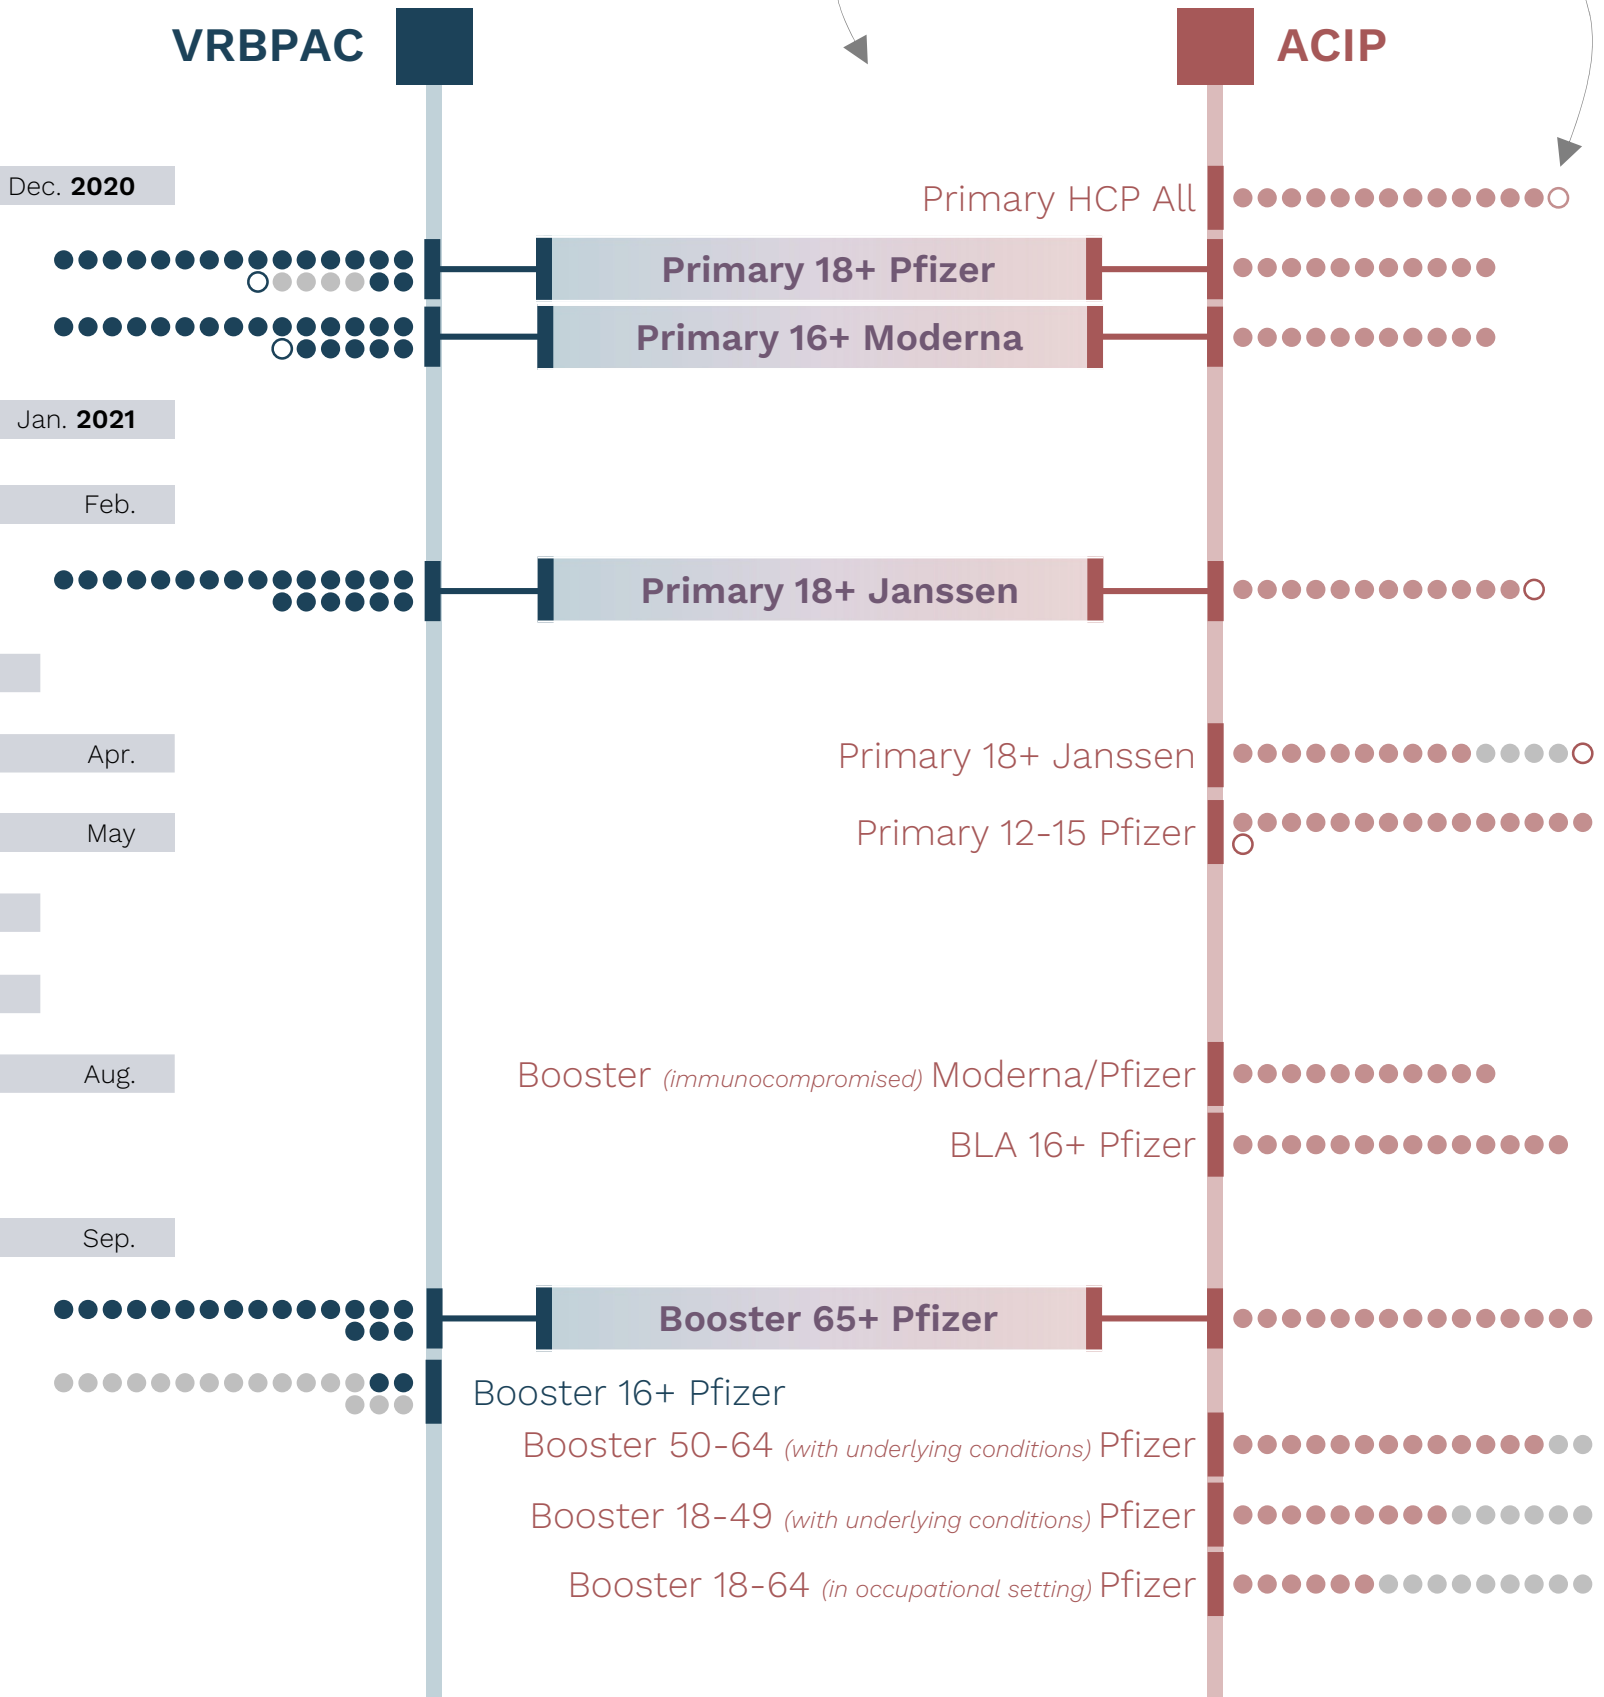 VRBPAC
ACIP
Dec. 2020
Primary HCP All
Primary 18+ Pfizer
Primary 16+ Moderna
Jan. 2021
Feb.
Primary 18+ Janssen
Apr.
Primary 18+ Janssen
May
Primary 12-15 Pfizer
Aug.
Booster (immunocompromised) Moderna/Pfizer
BLA 16+ Pfizer
Sep.
Booster 65+ Pfizer
Booster 16+ Pfizer
Booster 50-64 (with underlying conditions) Pfizer
Booster 18-49 (with underlying conditions) Pfizer
Booster 18-64 (in occupational setting) Pfizer